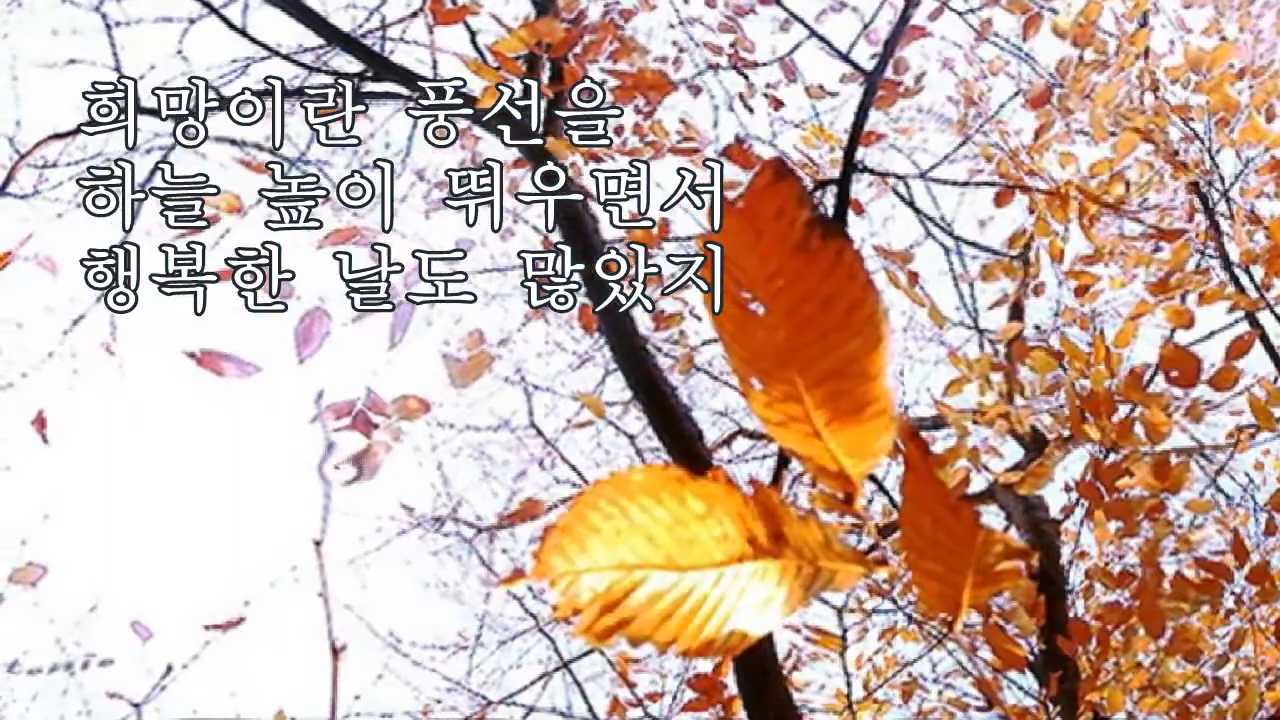 희망이란 풍선을
하늘 높이 뛰우면서
행복한 날도 많았지